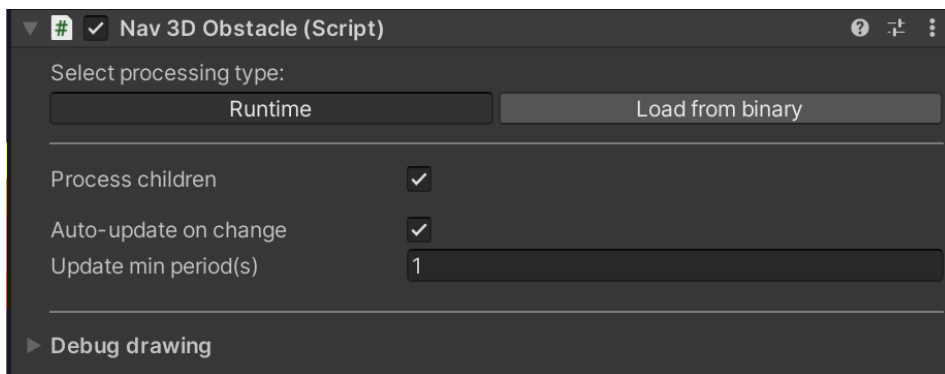 # Nav 3D Obstacle (Script)
Select processing type:
Runtime Load from binary
Process children
Auto-update on change
Update min period(s) 1
Debug drawing